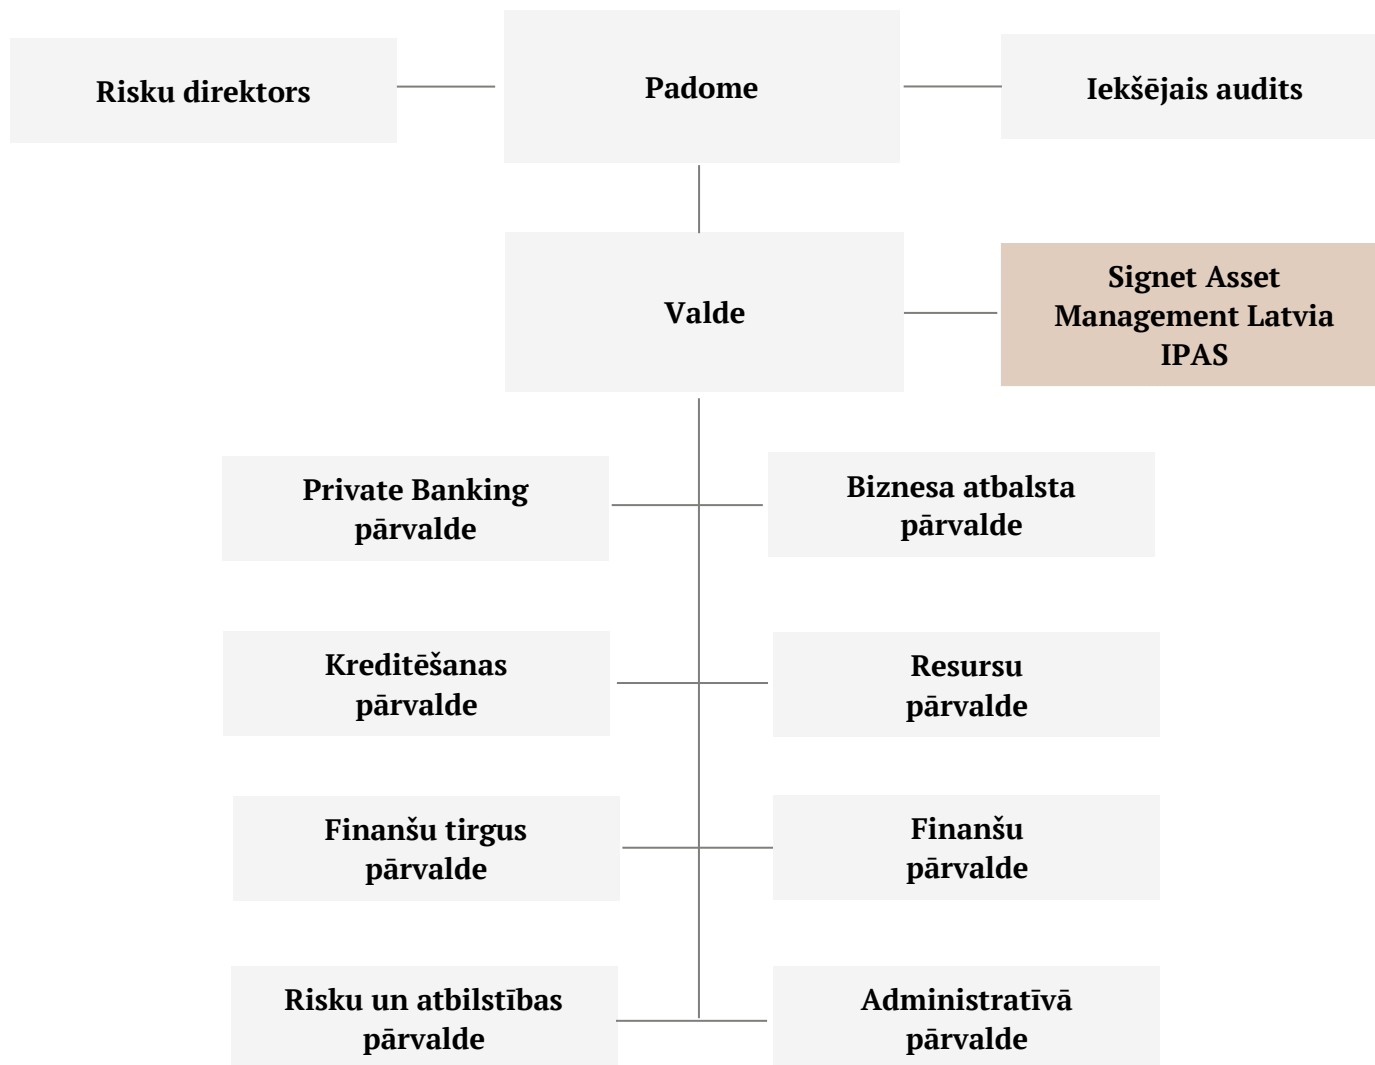 Risku direktors
Padome
Iekšējais audits
Valde
Signet Asset
Management Latvia
IPAS
Private Banking
pārvalde
Biznesa atbalsta
pārvalde
Kreditēšanas
pārvalde
Resursu
pārvalde
Finanšu tirgus
pārvalde
Finanšu
pārvalde
Risku un atbilstības
pārvalde
Administratīvā
pārvalde